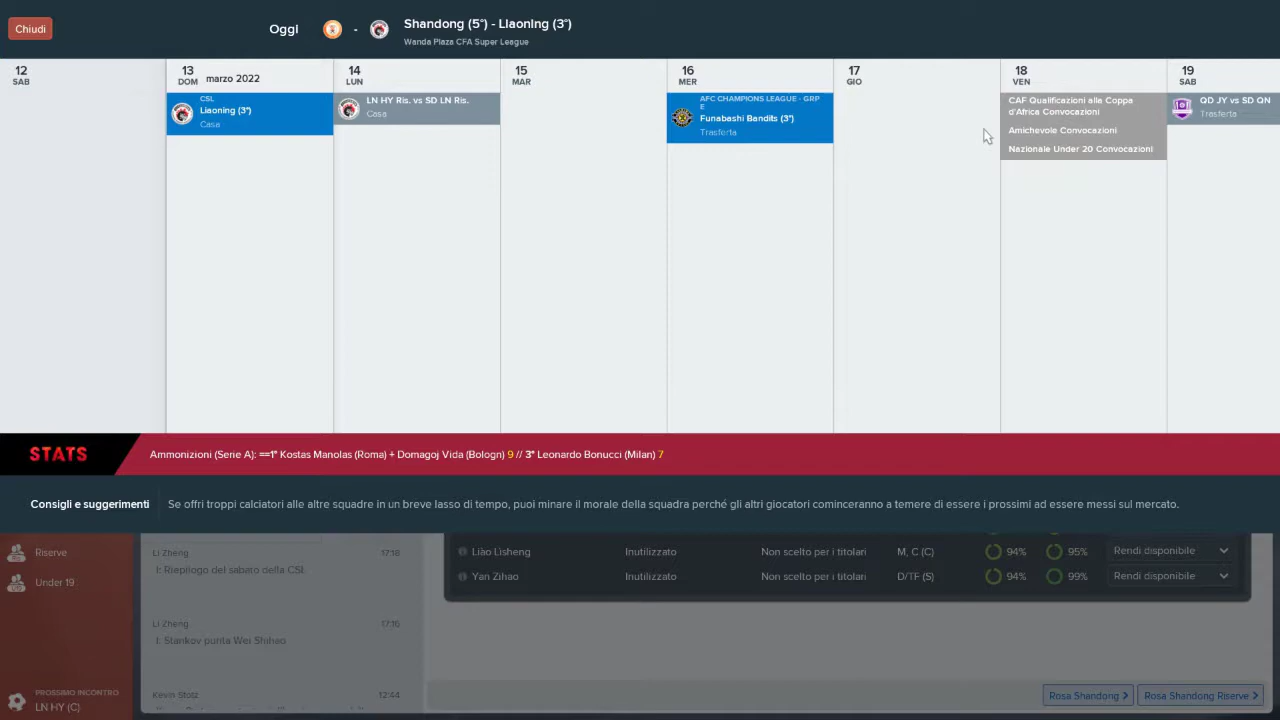 Chiudi
Oggi
-
Shandong (5°) - Liaoning (3°)
Wanda Plaza CFA Super League
12
SAB
13
DOM
marzo 2022
14
LUN
15
MAR
16
MER
17
GIO
18
VEN
19
SAB
CSL
Liaoning (3°)
Casa
LN HY Ris. vs SD LN Ris.
Casa
AFC CHAMPIONS LEAGUE - GRP
E
Funabashi Bandits (3°)
Trasferta
CAF Qualificazioni alle Coppa
d'Africa Convocazioni
Amichevole Convocazioni
Nazionale Under 20 Convocazioni
QD JY vs SD QN
Trasferta
STATS
Ammonizioni (Serie A): ==1° Kostas Manolas (Roma) + Domagoj Vida (Bologn) 9 // 3° Leonardo Bonucci (Milan) 7
Consigli e suggerimenti
Se offri troppi calciatori alle altre squadre in un breve lasso di tempo, puoi minare il morale della squadra perché gli altri giocatori cominceranno a temere di essere i prossimi ad essere messi sul mercato.
Riserve
Under 19
PROSSIMO INCONTRO
LN HY (C)
Li Zheng
17:18
I: Riepilogo del sabato della CSL
Li Zheng
17:16
I: Stankov punta Wei Shihao
Kevin Stotz
12:44
Liào Lìsheng
Inutilizzato
Non scelto per i titolari
M, C (C)
94%
95%
Rendi disponibile
Yan Zihao
Inutilizzato
Non scelto per i titolari
D/TF (S)
94%
99%
Rendi disponibile
Rosa Shandong
Rosa Shandong Riserve